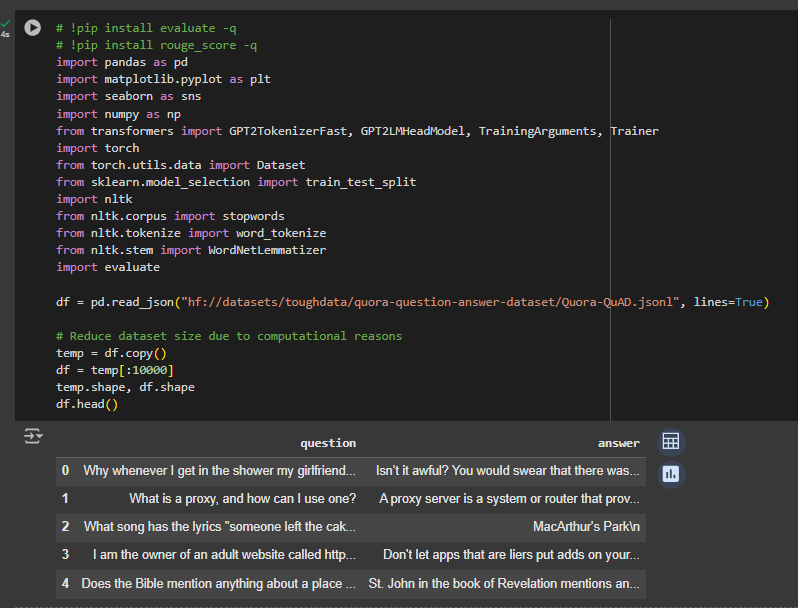 4s
# !pip install evaluate -q
# !pip install rouge_score -q
import pandas as pd
import matplotlib.pyplot as plt
import seaborn as sns
import numpy as np
from transformers import GPT2TokenizerFast, GPT2LMHeadModel, TrainingArguments, Trainer
import torch
from torch.utils.data import Dataset
from sklearn.model_selection import train_test_split
import nltk
from nltk.corpus import stopwords
from nltk.tokenize import word_tokenize
from nltk.stem import WordNetLemmatizer
import evaluate
df = pd.read_json("hf://datasets/toughdata/quora-question-answer-dataset/Quora-QuAD.jsonl", lines=True)
# Reduce dataset size due to computational reasons
temp = df.copy()
df = temp[:10000]
temp.shape, df.shape
df.head()
question answer
0 Why whenever I get in the shower my girlfriend... Isn't it awful? You would swear that there was...
1 What is a proxy, and how can I use one? A proxy server is a system or router that prov...
2 What song has the lyrics "someone left the cak... MacArthur's Park\n
3 I am the owner of an adult website called http... Don't let apps that are liers put adds on your...
4 Does the Bible mention anything about a place ... St. John in the book of Revelation mentions an...